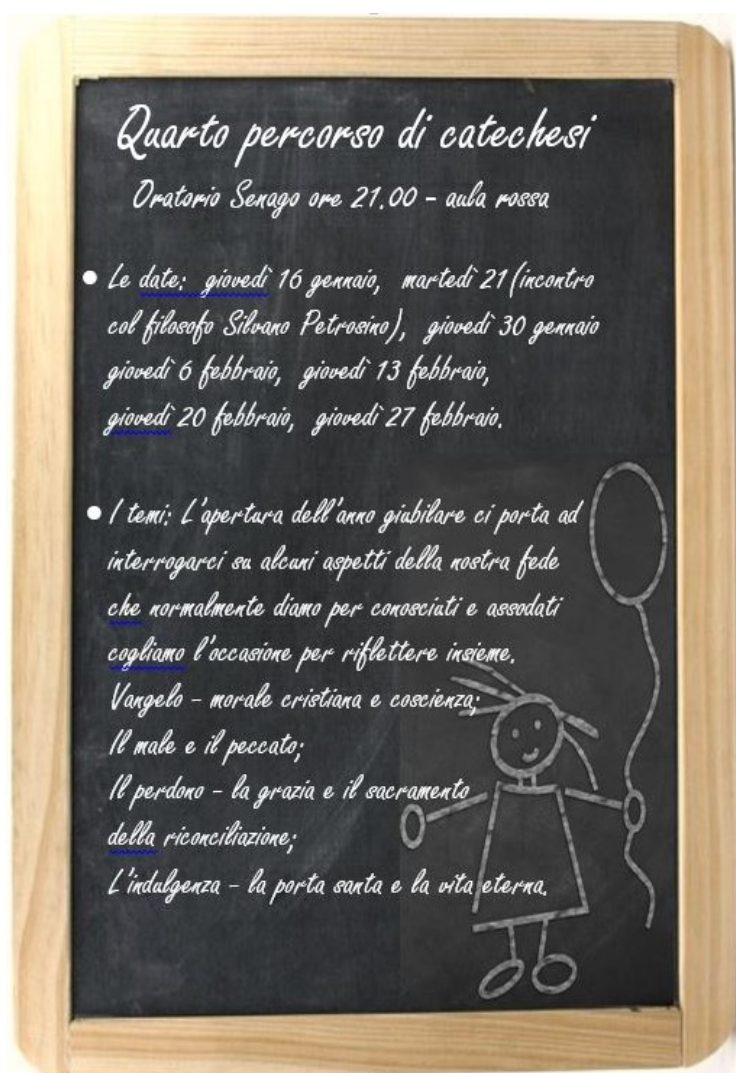 Quarto percorso di catechesi
Oratorio Senago ore 21.00 - aula rossa
• Le date: giovedì 16 gennaio, martedì 21 (incontro
col filosofo Silvano Petrosino), giovedì 30 gennaio
giovedì 6 febbraio, giovedì 13 febbraio,
giovedì 20 febbraio, giovedì 27 febbraio.
• I temi: L'apertura dell'anno giubilare ci porta ad
interrogarci su alcuni aspetti della nostra fede
che normalmente diamo per conosciuti e assodati
cogliamo l'occasione per riflettere insieme.
Vangelo - morale cristiana e coscienza;
Il male e il peccato;
Il perdono - la grazia e il sacramento
della riconciliazione;
L'indulgenza - la porta santa e la vita eterna.